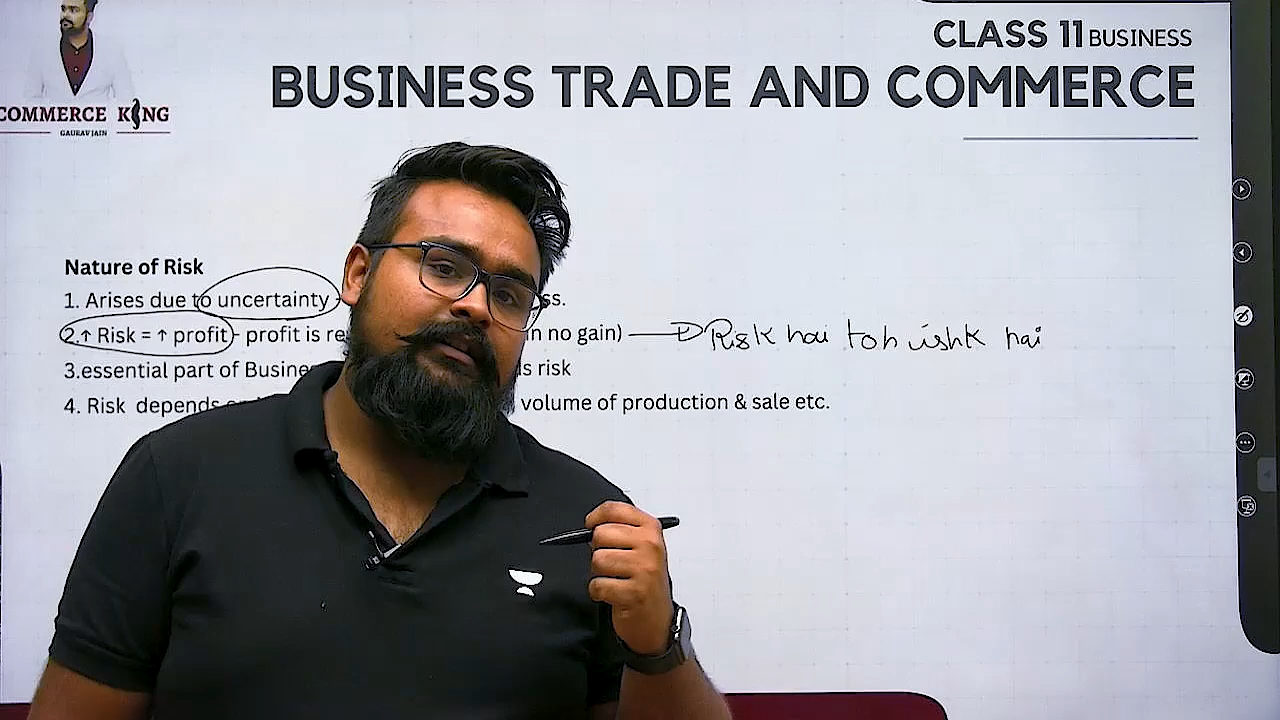 CLASS 11 BUSINESS
BUSINESS TRADE AND COMMERCE
COMMERCE KING
GAURAV JAIN
Nature of Risk
1. Arises due to uncertainty ss.
2.↑ Risk = ↑ profit - profit is re in no gain) Risk hai toh ishk hai
3.essential part of Busine s risk
4. Risk depends volume of production & sale etc.